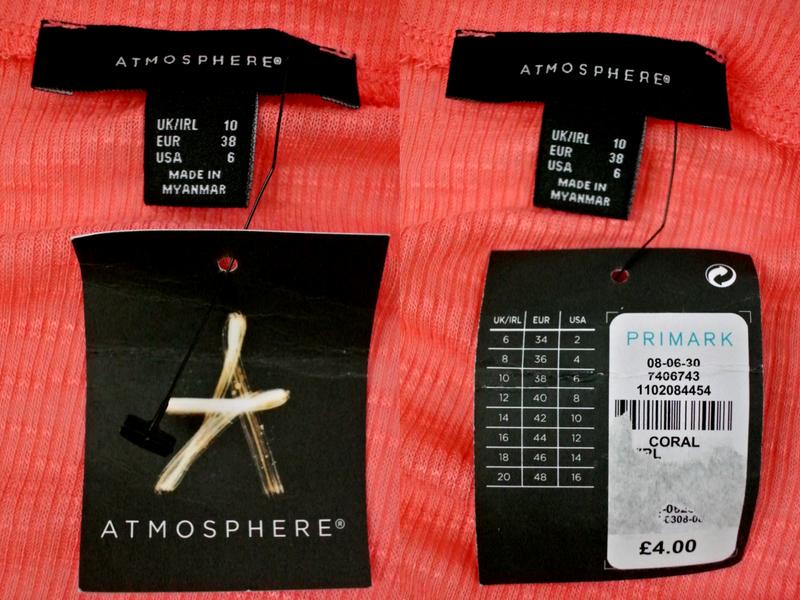 ATMOSPHERE®
UK/IRL 10
EUR 38
USA 6
MADE IN
MYANMAR
ATMOSPHERE®
ATMOSPHERE®
UK/IRL 10
EUR 38
USA 6
MADE IN
MYANMAR
UK/IRL EUR USA
6 34 2
8 36 4
10 38 6
12 40 8
14 42 10
16 44 12
18 46 14
20 48 16
PRIMARK
08-06-30
7406743
1102084454
CORAL
£4.00